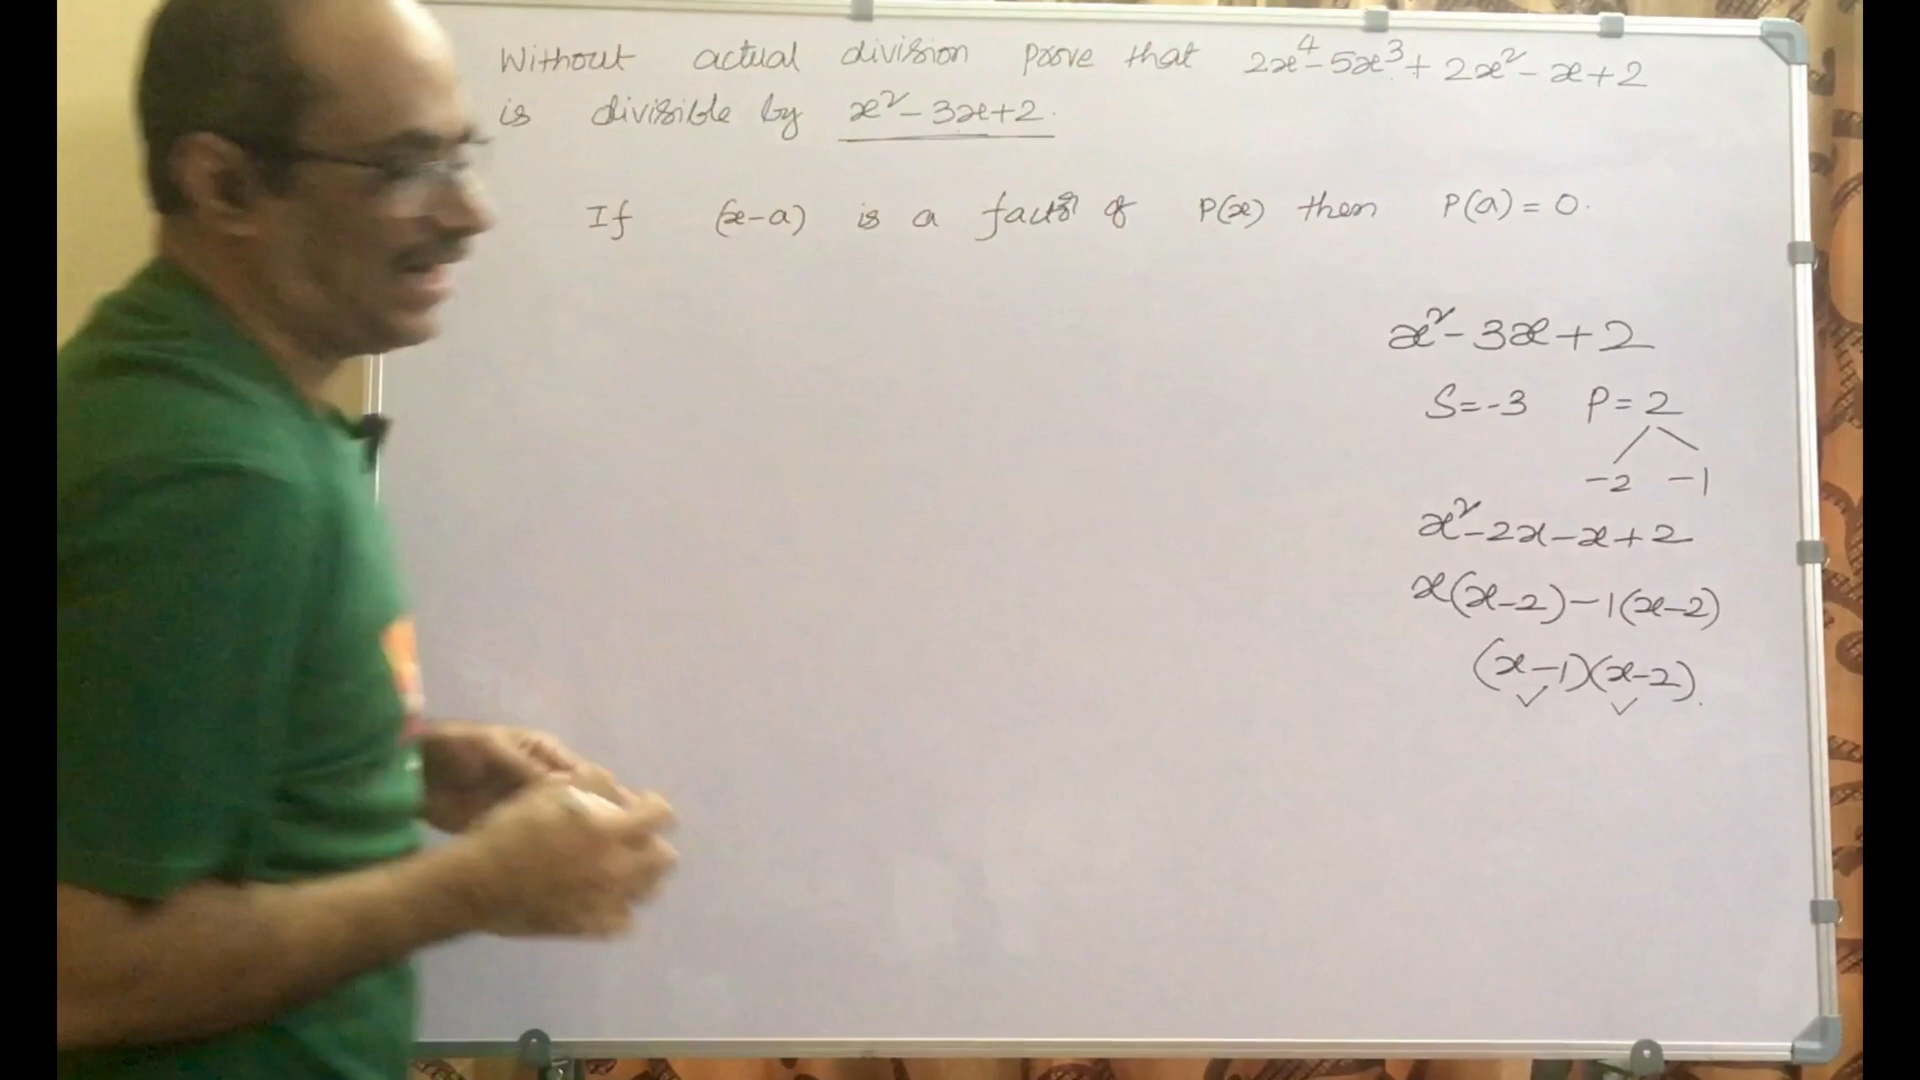 Without actual division prove that 2x⁴-5x³+2x²-x+2
is divisible by x²-3x+2.
If (x-a) is a factor of P(x) then P(a)=0.
x²-3x+2
S=-3 P=2
-2 -1
x²-2x-x+2
x(x-2)-1(x-2)
(x-1)(x-2).